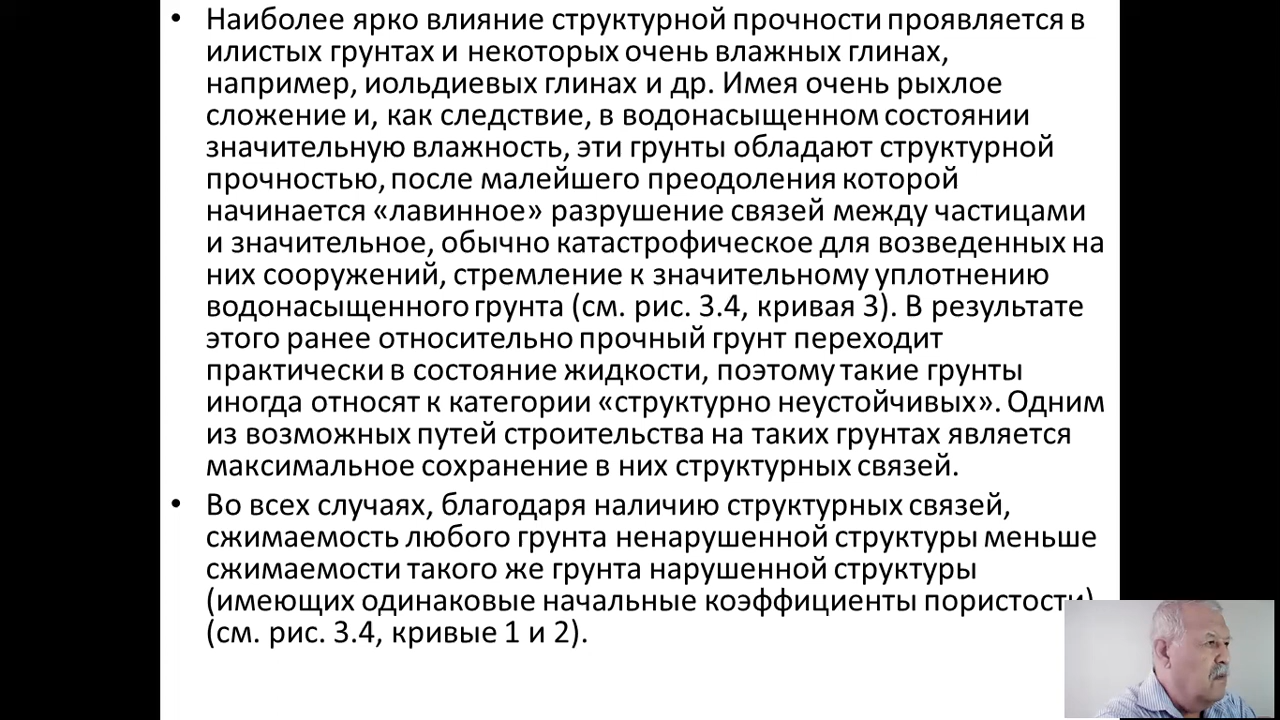 • Наиболее ярко влияние структурной прочности проявляется в
илистых грунтах и некоторых очень влажных глинах,
например, иольдиевых глинах и др. Имея очень рыхлое
сложение и, как следствие, в водонасыщенном состоянии
значительную влажность, эти грунты обладают структурной
прочностью, после малейшего преодоления которой
начинается «лавинное» разрушение связей между частицами
и значительное, обычно катастрофическое для возведенных на
них сооружений, стремление к значительному уплотнению
водонасыщенного грунта (см. рис. 3.4, кривая 3). В результате
этого ранее относительно прочный грунт переходит
практически в состояние жидкости, поэтому такие грунты
иногда относят к категории «структурно неустойчивых». Одним
из возможных путей строительства на таких грунтах является
максимальное сохранение в них структурных связей.
• Во всех случаях, благодаря наличию структурных связей,
сжимаемость любого грунта ненарушенной структуры меньше
сжимаемости такого же грунта нарушенной структуры
(имеющих одинаковые начальные коэффициенты пористости)
(см. рис. 3.4, кривые 1 и 2).